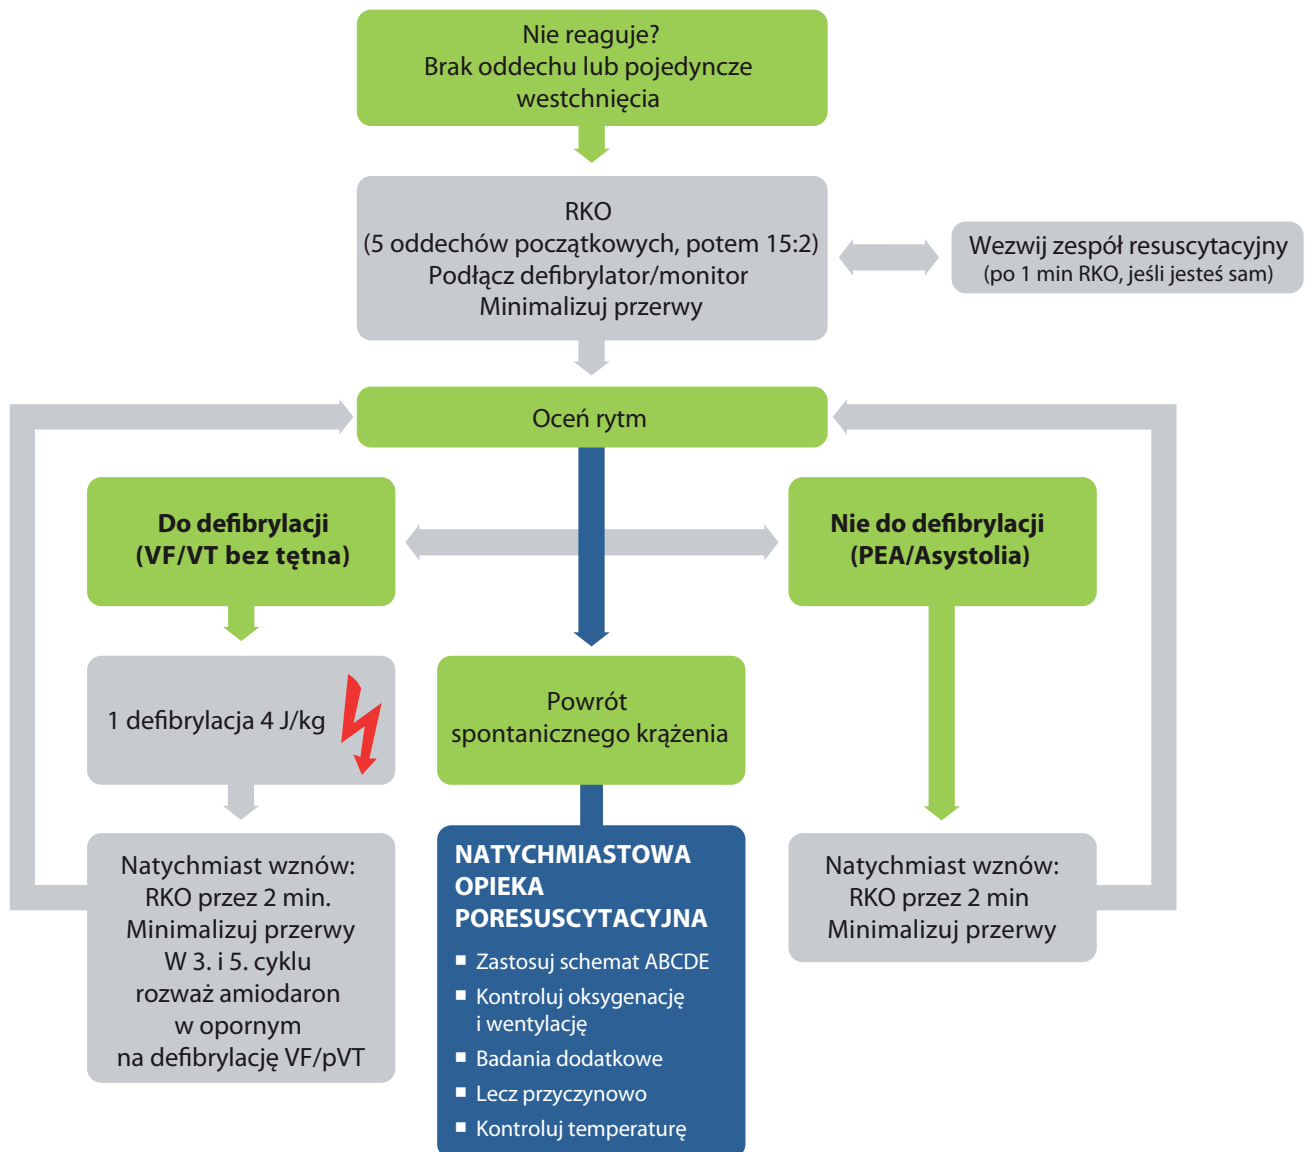 Nie reaguje?
Brak oddechu lub pojedyncze
westchnięcia
RKO
(5 oddechów początkowych, potem 15:2)
Podłącz defibrylator/monitor
Minimalizuj przerwy
Wezwij zespół resuscytacyjny
(po 1 min RKO, jeśli jesteś sam)
Oceń rytm
Do defibrylacji
(VF/VT bez tętna)
Nie do defibrylacji
(PEA/Asystolia)
1 defibrylacja 4 J/kg
Powrót
spontanicznego krążenia
Natychmiast wznów:
RKO przez 2 min.
Minimalizuj przerwy
W 3. i 5. cyklu
rozważ amiodaron
w opornym
na defibrylację VF/pVT
NATYCHMIASTOWA
OPIEKA
PORESUSCYTACYJNA
■ Zastosuj schemat ABCDE
■ Kontroluj oksygenację
i wentylację
■ Badania dodatkowe
■ Lecz przyczynowo
■ Kontroluj temperaturę
Natychmiast wznów:
RKO przez 2 min
Minimalizuj przerwy